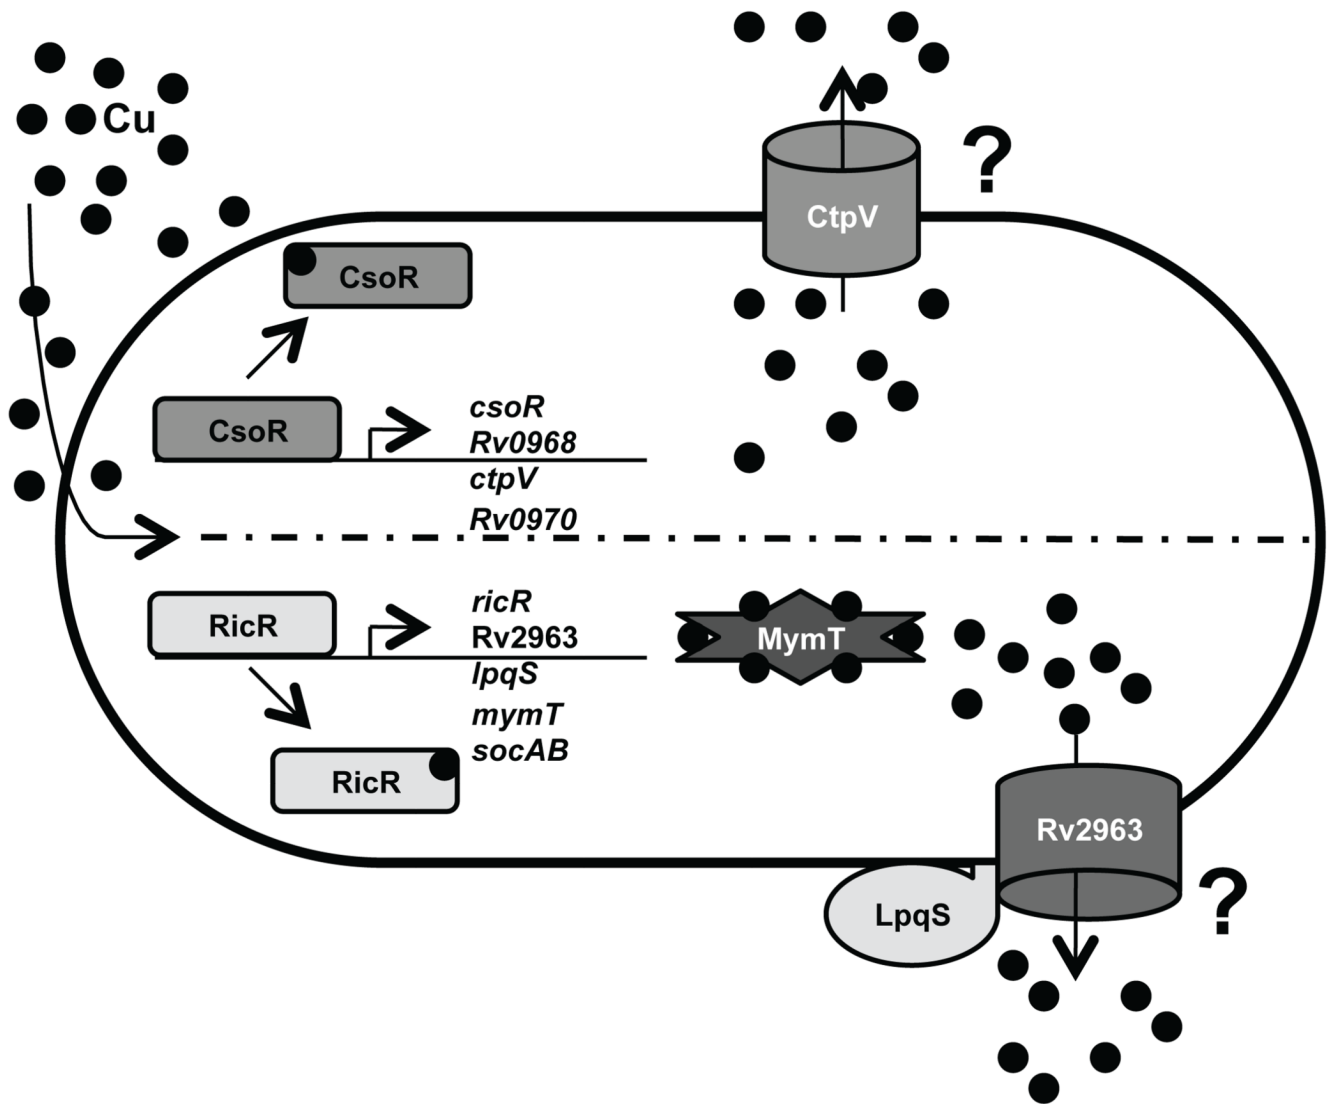 Cu
?
CtpV
CsoR
CsoR
csoR
Rv0968
ctpV
Rv0970
RicR
ricR
Rv2963
lpqS
mymT
socAB
MymT
RicR
Rv2963
LpqS
?